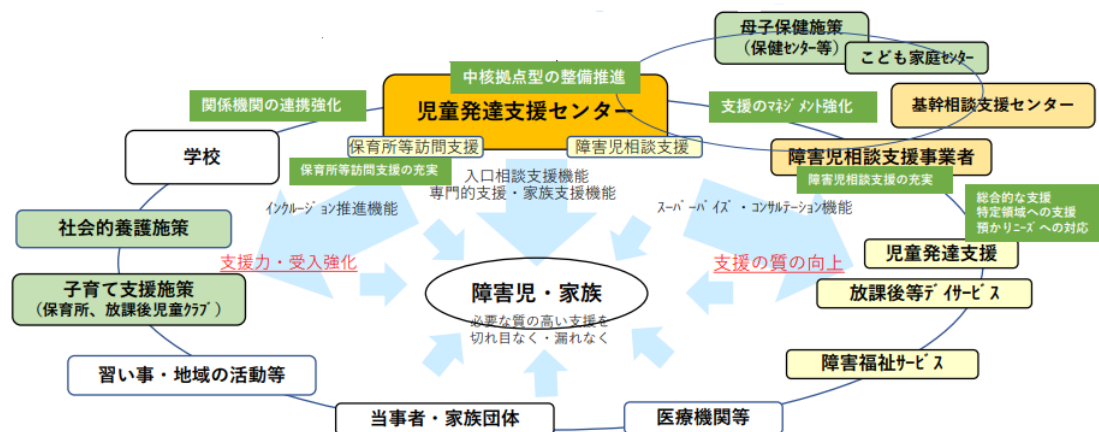 母子保健施策
（保健ｾﾝﾀｰ等）
こども家庭ｾﾝﾀｰ
中核拠点型の整備推進
関係機関の連携強化
児童発達支援センター
支援のﾏﾈｼﾞﾒﾝﾄ強化
基幹相談支援センター
学校
保育所等訪問支援
障害児相談支援
障害児相談支援事業者
保育所等訪問支援の充実
入口相談支援機能
専門的支援・家族支援機能
障害児相談支援の充実
ｲﾝｸﾙｰｼﾞｮﾝ推進機能
ｽｰﾊﾟｰﾊﾞｲｽﾞ・ｺﾝｻﾙﾃｰｼｮﾝ機能
総合的な支援
特定領域への支援
預かりﾆｰｽﾞへの対応
社会的養護施策
支援力・受入強化
支援の質の向上
児童発達支援
子育て支援施策
（保育所、放課後児童ｸﾗﾌﾞ）
障害児・家族
放課後等ﾃﾞｲｻｰﾋﾞｽ
必要な質の高い支援を
切れ目なく・漏れなく
習い事・地域の活動等
障害福祉ｻｰﾋﾞｽ
当事者・家族団体
医療機関等